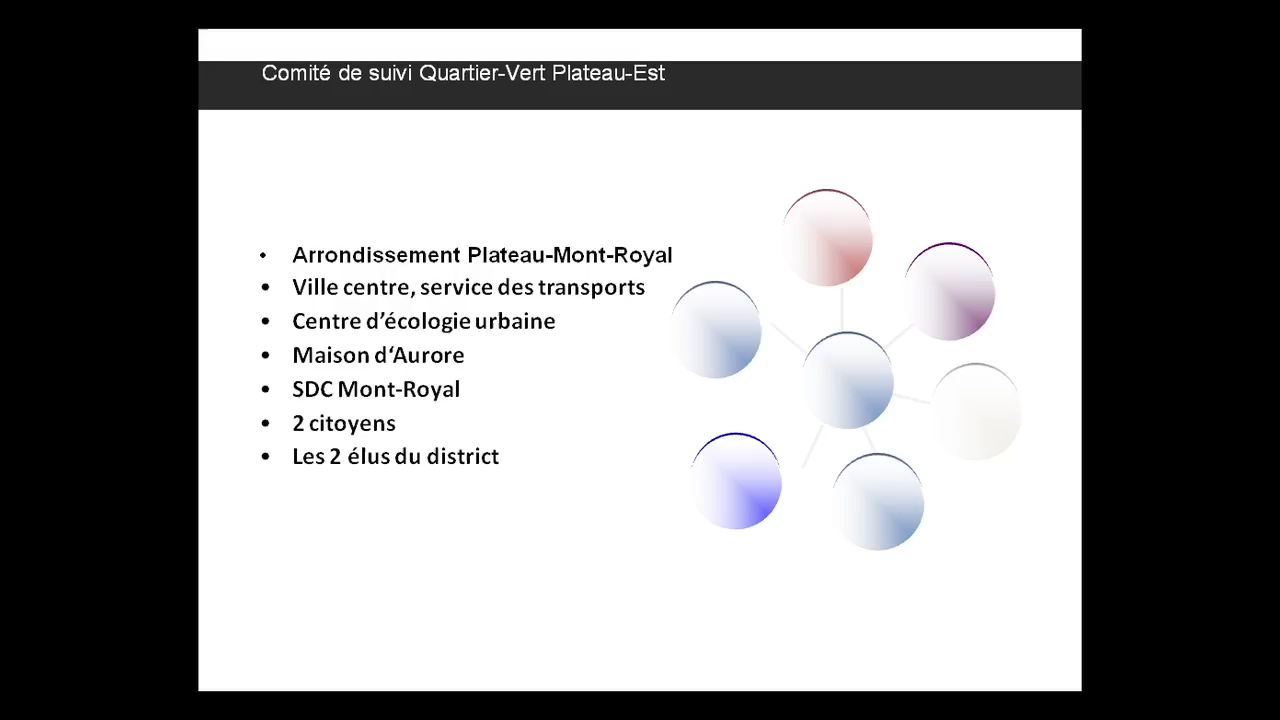 Comité de suivi Quartier-Vert Plateau-Est
• Arrondissement Plateau-Mont-Royal
• Ville centre, service des transports
• Centre d’écologie urbaine
• Maison d‘Aurore
• SDC Mont-Royal
• 2 citoyens
• Les 2 élus du district